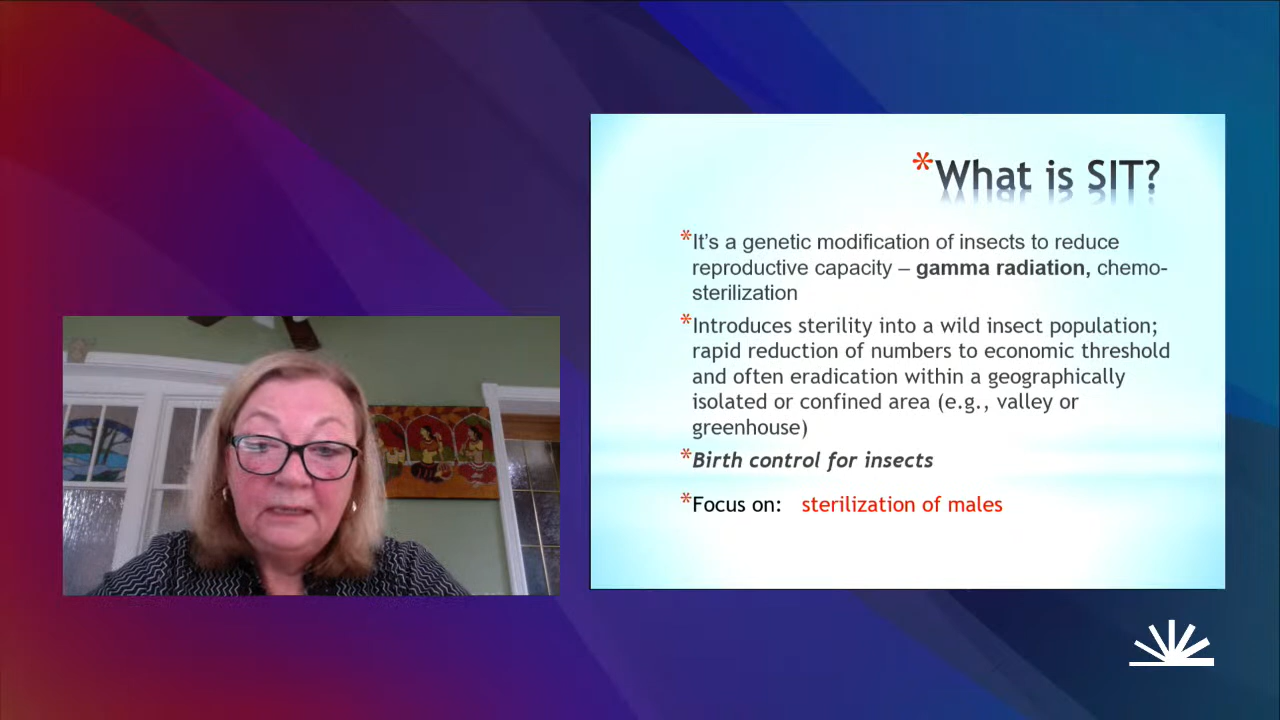 *What is SIT?
*It's a genetic modification of insects to reduce
reproductive capacity – gamma radiation, chemo-
sterilization
*Introduces sterility into a wild insect population;
rapid reduction of numbers to economic threshold
and often eradication within a geographically
isolated or confined area (e.g., valley or
greenhouse)
*Birth control for insects
*Focus on: sterilization of males